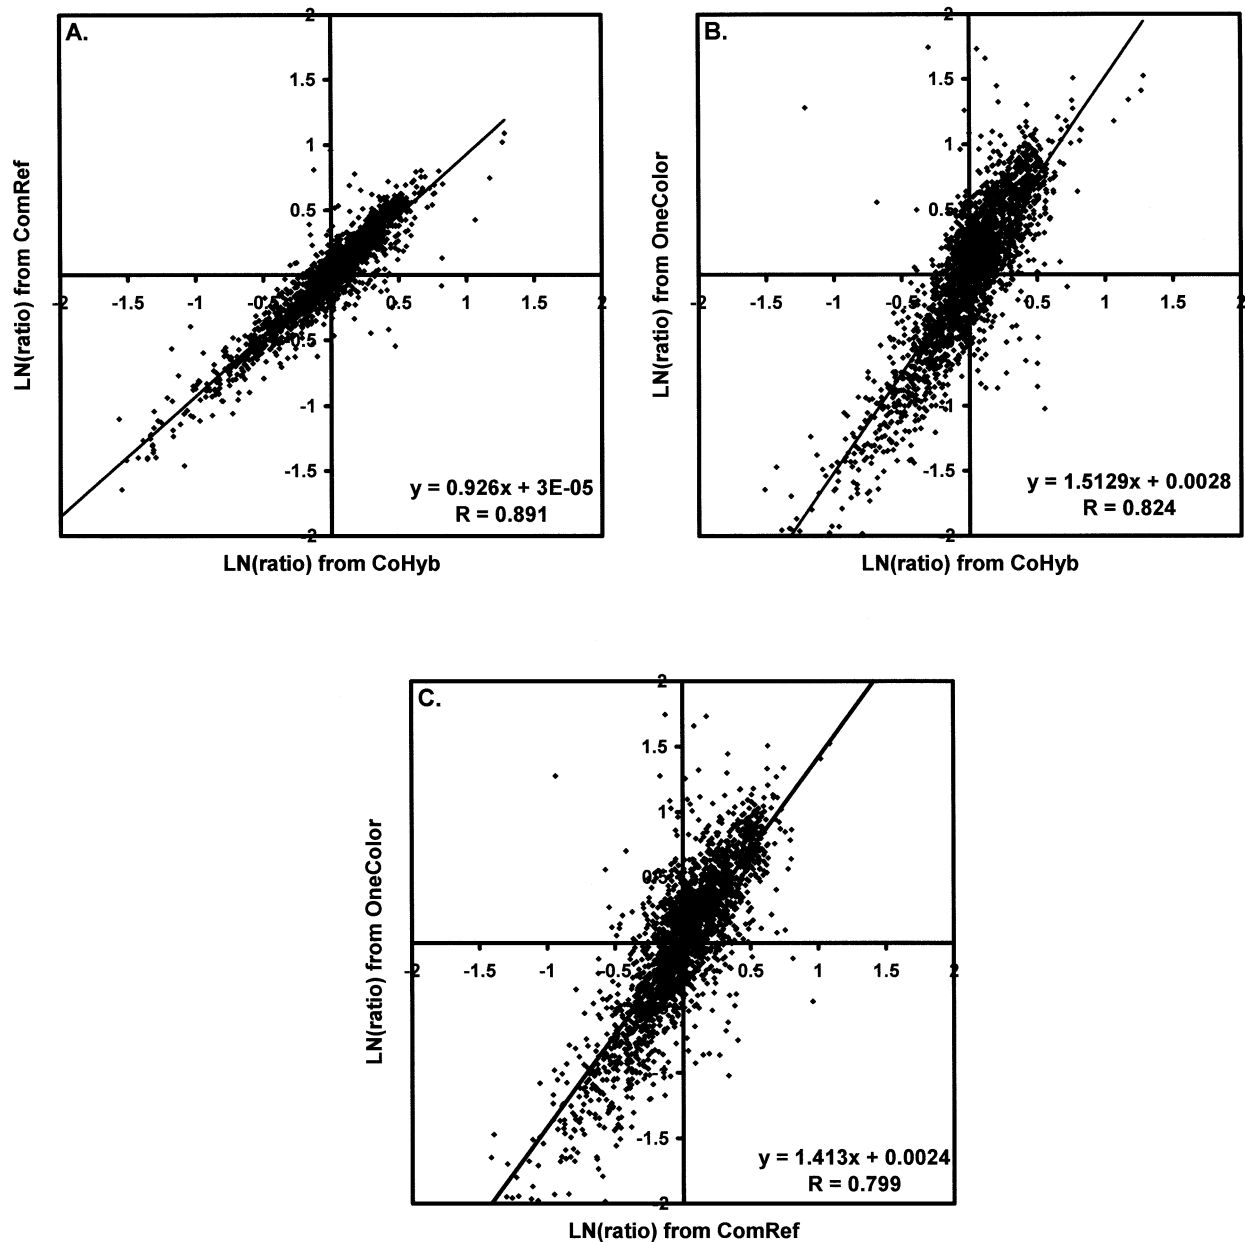 A.
2
1.5
1
0.5
-2 -1.5 -1 -0.5 0.5 1 1.5 2
-0.5
-1
-1.5
-2
LN(ratio) from ComRef
y = 0.926x + 3E-05
R = 0.891
LN(ratio) from CoHyb
B.
2
1.5
1
0.5
-2 -1.5 -1 -0.5 0.5 1 1.5 2
-1
-1.5
-2
LN(ratio) from OneColor
y = 1.5129x + 0.0028
R = 0.824
LN(ratio) from CoHyb
C.
2
1.5
1
0.5
-2 -1.5 -1 -0.5 0.5 1 1.5 2
-1
-1.5
-2
LN(ratio) from OneColor
y = 1.413x + 0.0024
R = 0.799
LN(ratio) from ComRef